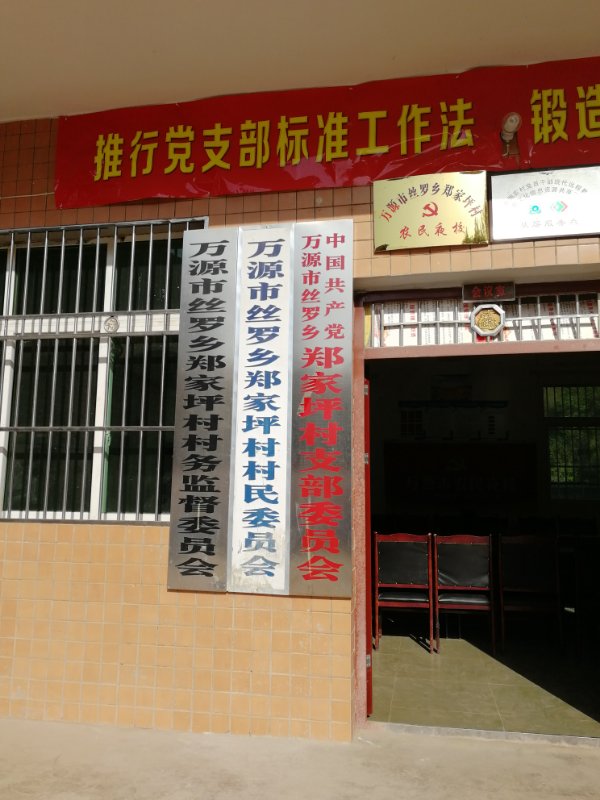 推行党支部标准工作法 锻造
万源市丝罗乡郑家坪村
农民夜校
会议室
中国共产党
万源市丝罗乡
郑家坪村支部委员会
万源市丝罗乡郑家坪村村民委员会
万源市丝罗乡郑家坪村村务监督委员会